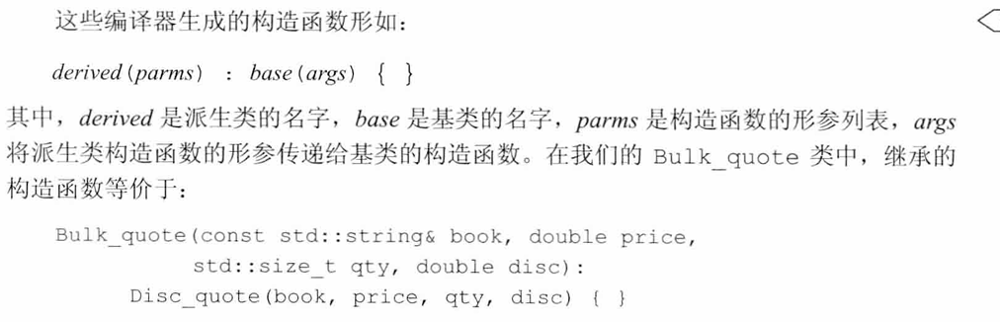 这些编译器生成的构造函数形如：
derived(parms) : base(args) { }
其中，derived 是派生类的名字，base 是基类的名字，parms 是构造函数的形参列表，args
将派生类构造函数的形参传递给基类的构造函数。在我们的 Bulk_quote 类中，继承的
构造函数等价于：
Bulk_quote(const std::string& book, double price,
std::size_t qty, double disc):
Disc_quote(book, price, qty, disc) { }